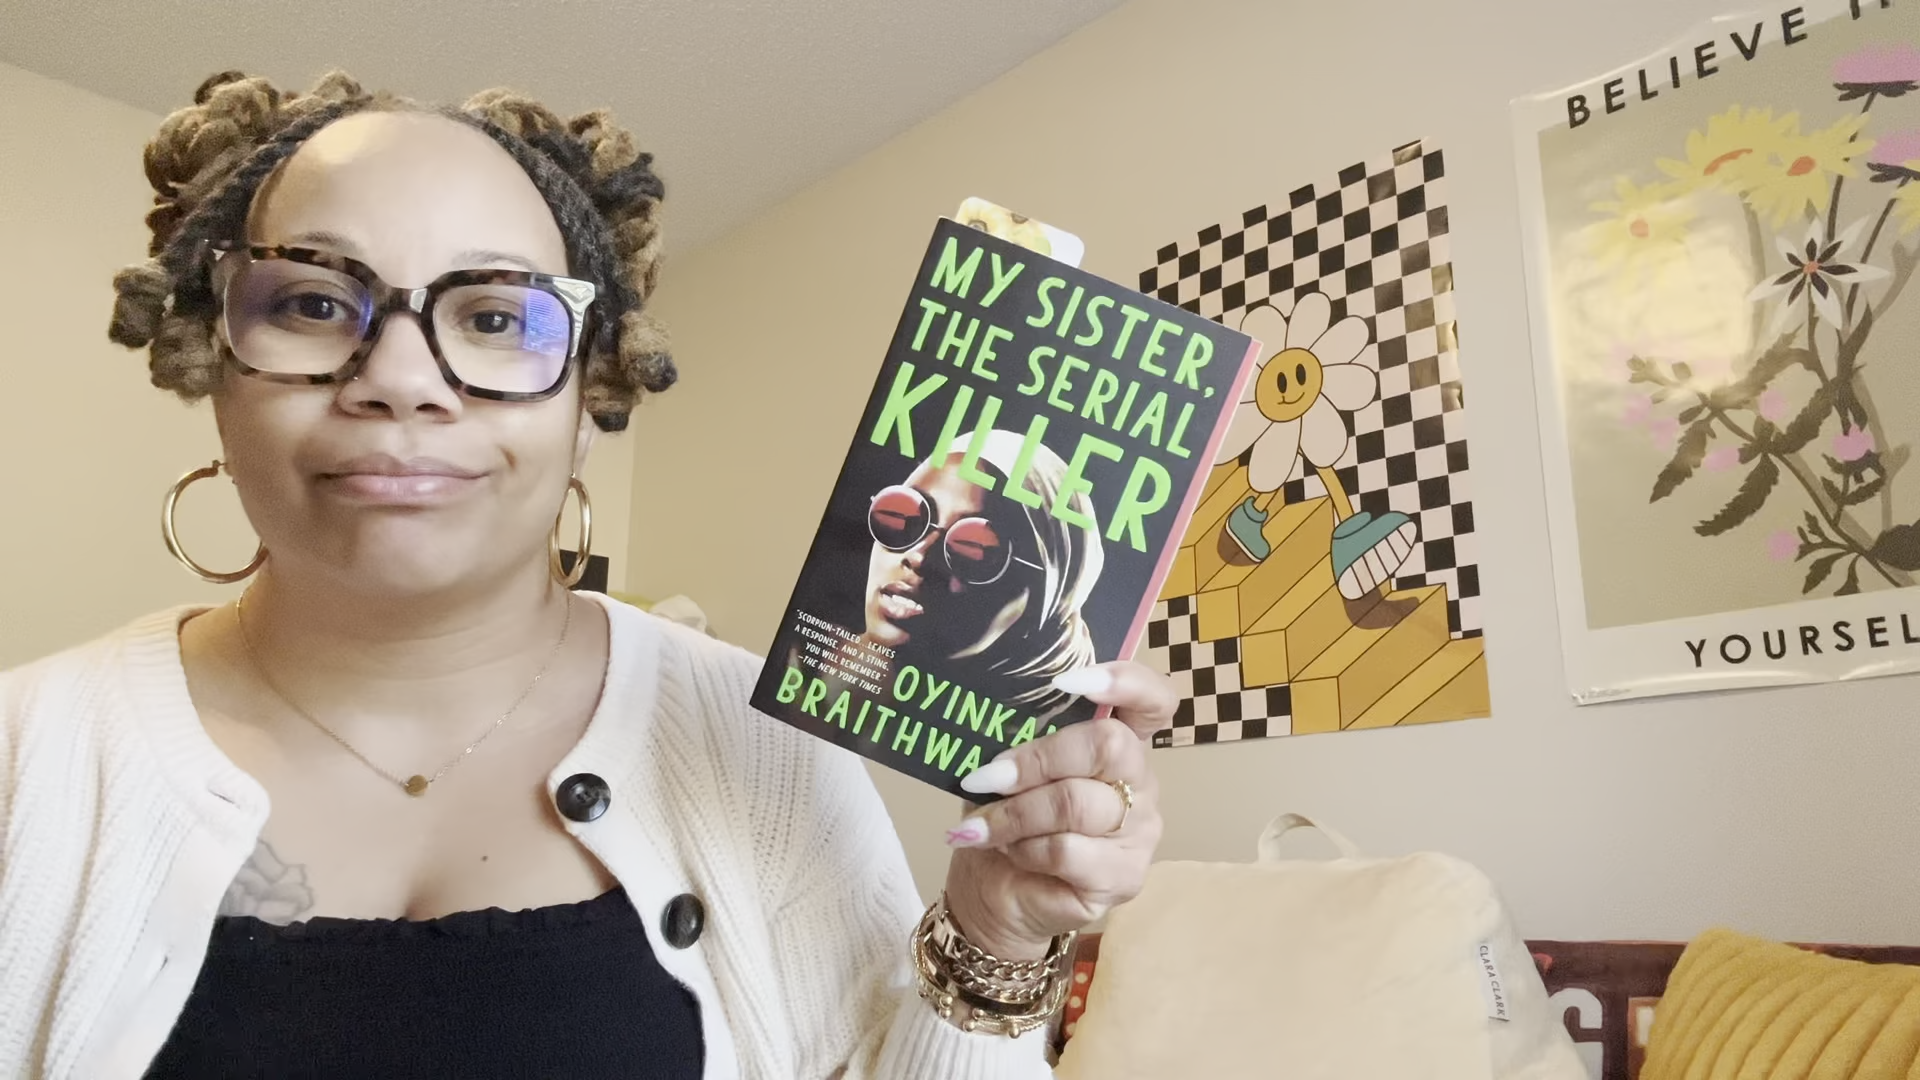 MY SISTER,
THE SERIAL
KILLER
"SCORPION-TAILED... LEAVES
A RESPONSE, AND A STING,
YOU WILL REMEMBER."
—THE NEW YORK TIMES
OYINKA
BRAITHWA
BELIEVE
YOURSEL
CLARA CLARK